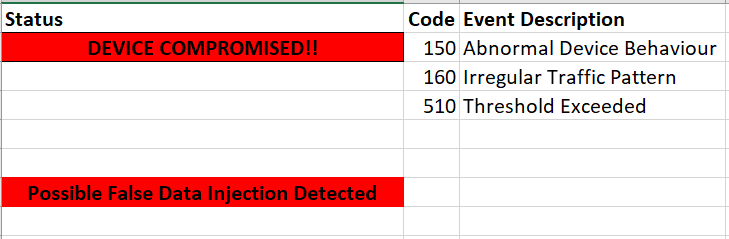 Status Code Event Description
DEVICE COMPROMISED!! 150 Abnormal Device Behaviour
160 Irregular Traffic Pattern
510 Threshold Exceeded
Possible False Data Injection Detected